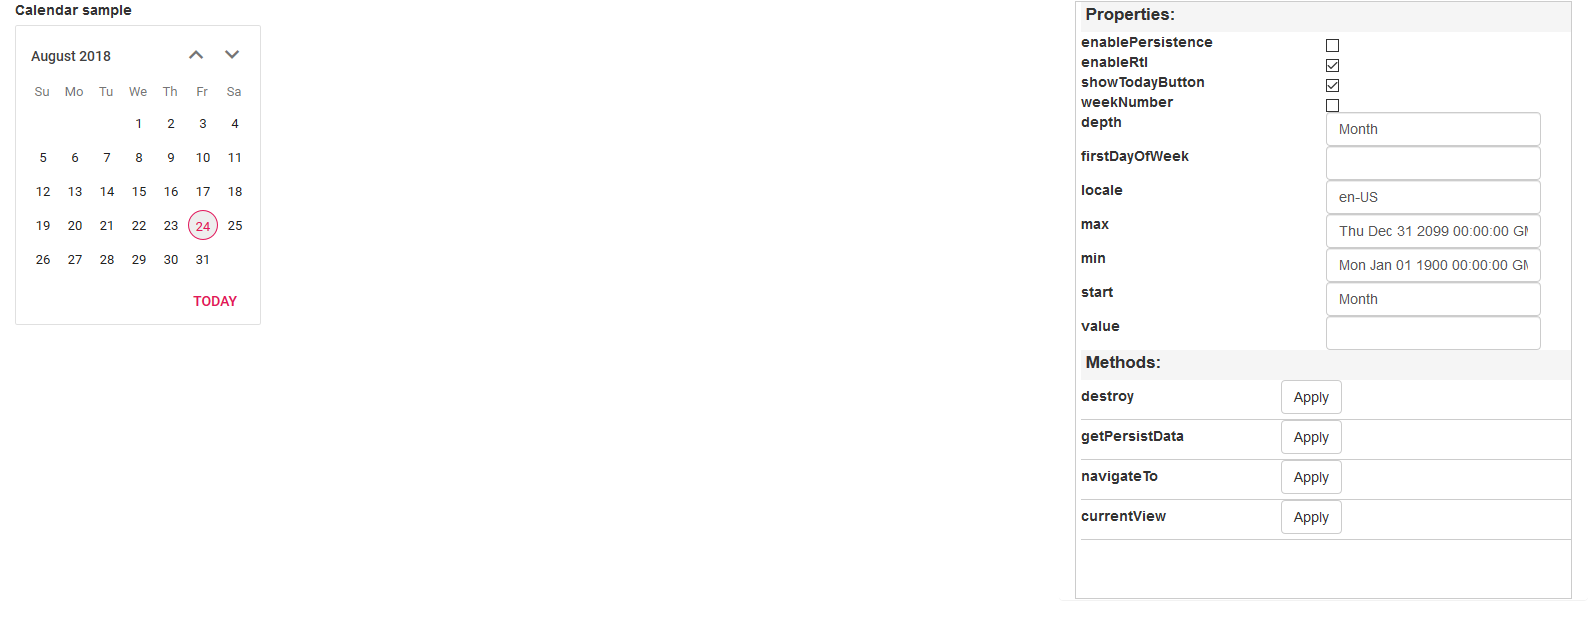 Calendar sample
August 2018
Su Mo Tu We Th Fr Sa
1 2 3 4
5 6 7 8 9 10 11
12 13 14 15 16 17 18
19 20 21 22 23 24 25
26 27 28 29 30 31
TODAY
Properties:
enablePersistence
enableRtl
showTodayButton
weekNumber
depth Month
firstDayOfWeek
locale en-US
max Thu Dec 31 2099 00:00:00 GM
min Mon Jan 01 1900 00:00:00 GM
start Month
value
Methods:
destroy Apply
getPersistData Apply
navigateTo Apply
currentView Apply